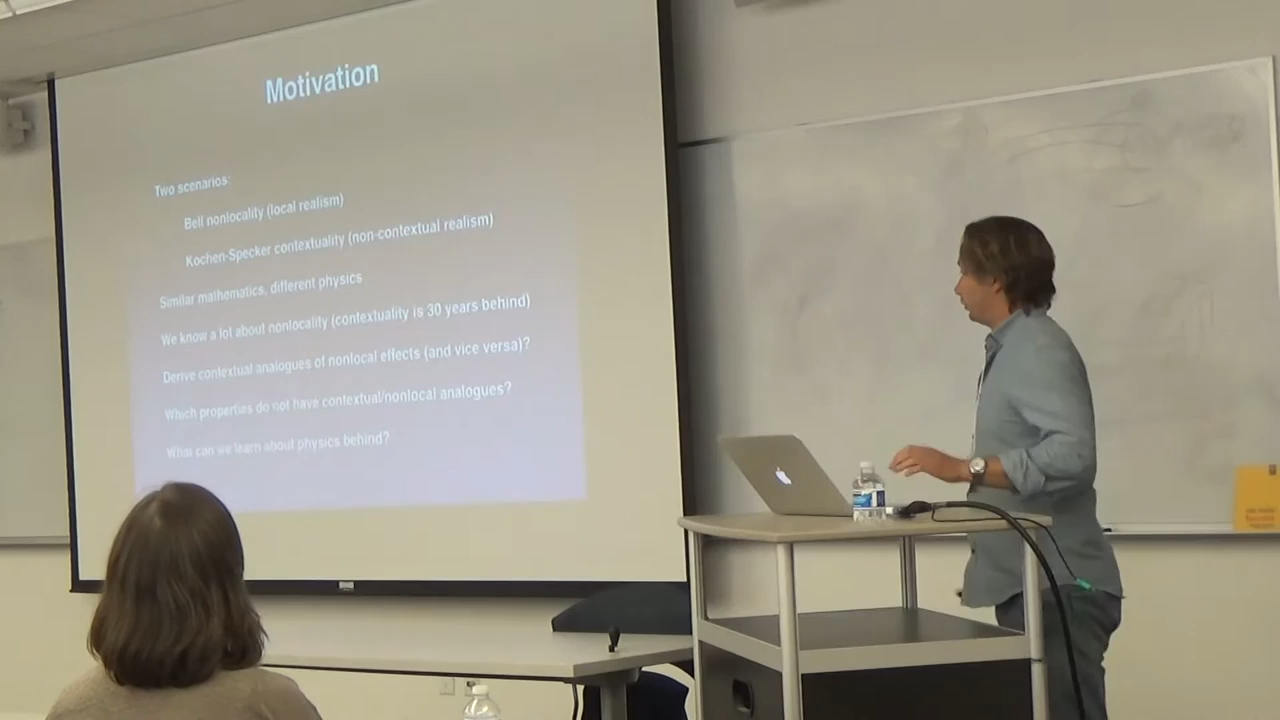 Motivation
Two scenarios:
Bell nonlocality (local realism)
Kochen-Specker contextuality (non-contextual realism)
Similar mathematics, different physics
We know a lot about nonlocality (contextuality is 30 years behind)
Derive contextual analogues of nonlocal effects (and vice versa)?
Which properties do not have contextual/nonlocal analogues?
What can we learn about physics behind?